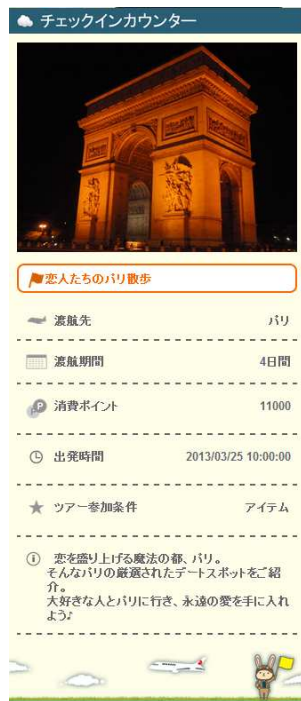 チェックインカウンター
恋人たちのパリ散歩
渡航先 パリ
渡航期間 4日間
消費ポイント 11000
出発時間 2013/03/25 10:00:00
ツアー参加条件 アイテム
恋を盛り上げる魔法の都、パリ。
そんなパリの厳選されたデートスポットをご紹
介。
大好きな人とパリに行き、永遠の愛を手に入れ
よう♪